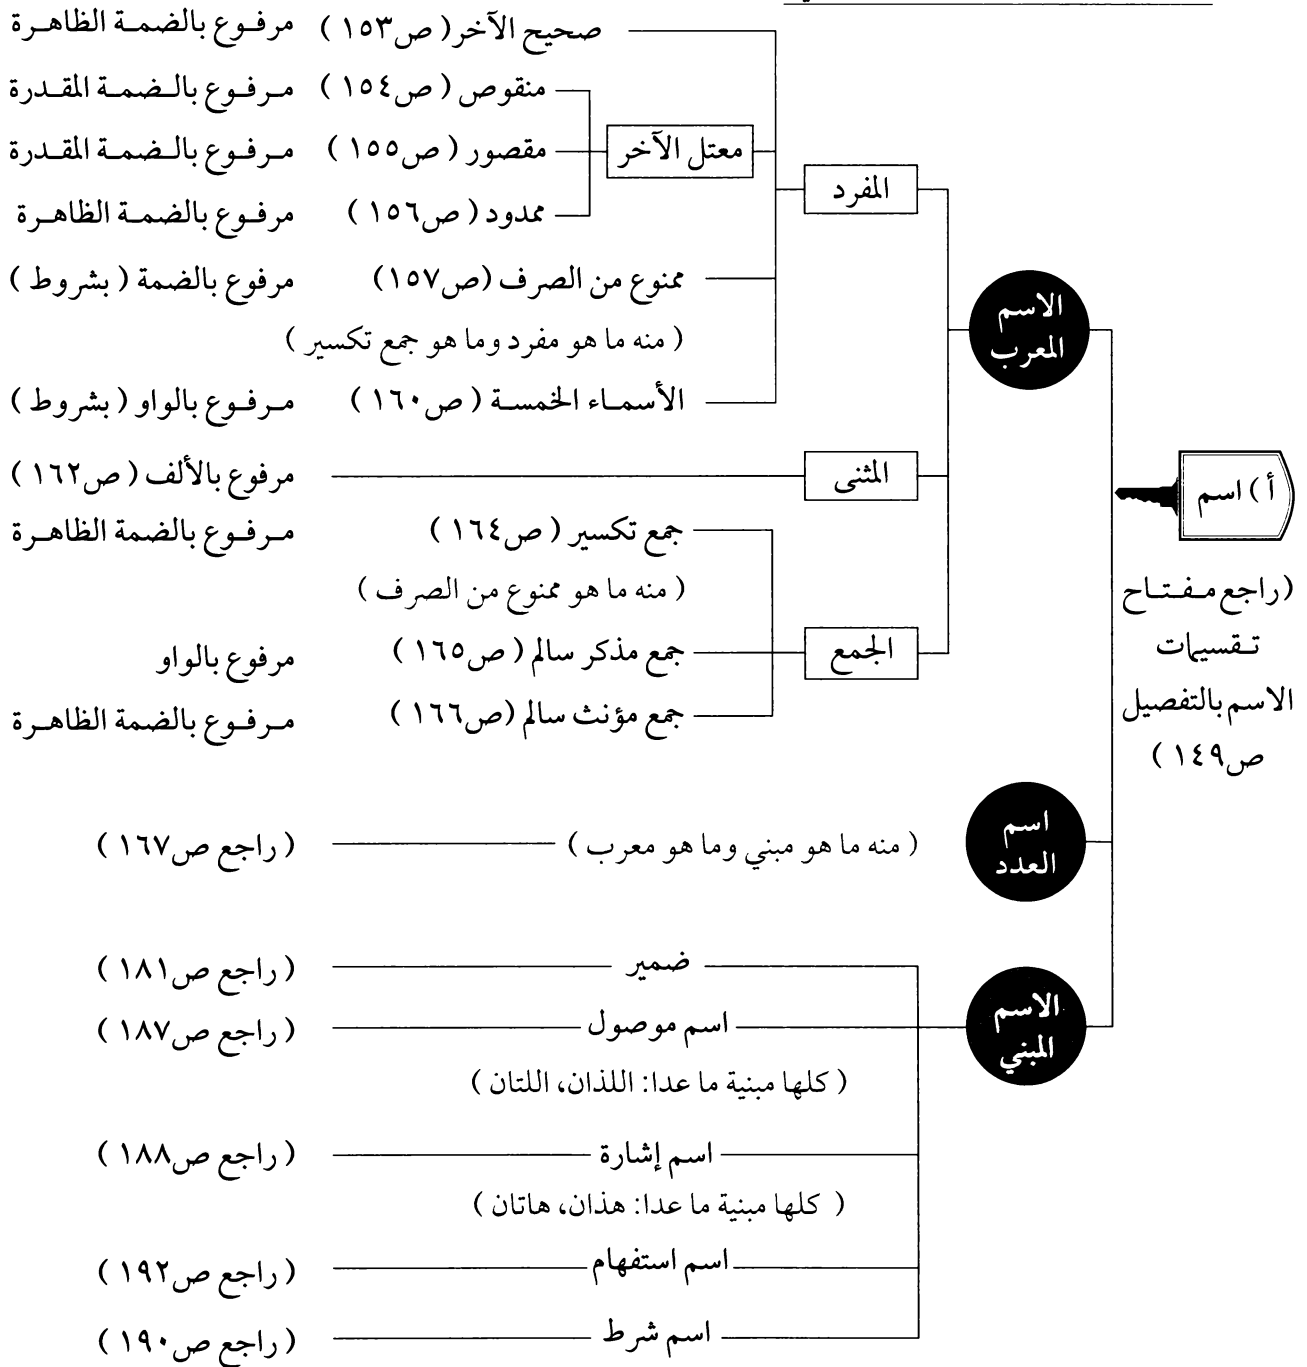 صحيح الآخر (ص١٥٣) مرفوع بالضمة الظاهرة
منقوص (ص١٥٤) مرفوع بالضمة المقدرة
معتل الآخر
مقصور (ص١٥٥) مرفوع بالضمة المقدرة
المفرد
ممدود (ص١٥٦) مرفوع بالضمة الظاهرة
ممنوع من الصرف (ص١٥٧) مرفوع بالضمة (بشروط)
الاسم
المعرب
(منه ما هو مفرد وما هو جمع تكسير)
الأسماء الخمسة (ص١٦٠) مرفوع بالواو (بشروط)
المثنى مرفوع بالألف (ص١٦٢)
أ) اسم
جمع تكسير (ص١٦٤) مرفوع بالضمة الظاهرة
(منه ما هو ممنوع من الصرف)
(راجع مفتاح
تقسيمات
الاسم بالتفصيل
ص١٤٩)
الجمع
جمع مذكر سالم (ص١٦٥) مرفوع بالواو
جمع مؤنث سالم (ص١٦٦) مرفوع بالضمة الظاهرة
اسم
العدد
(منه ما هو مبني وما هو معرب) (راجع ص١٦٧)
الاسم
المبني
ضمير (راجع ص١٨١)
اسم موصول (راجع ص١٨٧)
(كلها مبنية ما عدا: اللذان، اللتان)
اسم إشارة (راجع ص١٨٨)
(كلها مبنية ما عدا: هذان، هاتان)
اسم استفهام (راجع ص١٩٢)
اسم شرط (راجع ص١٩٠)